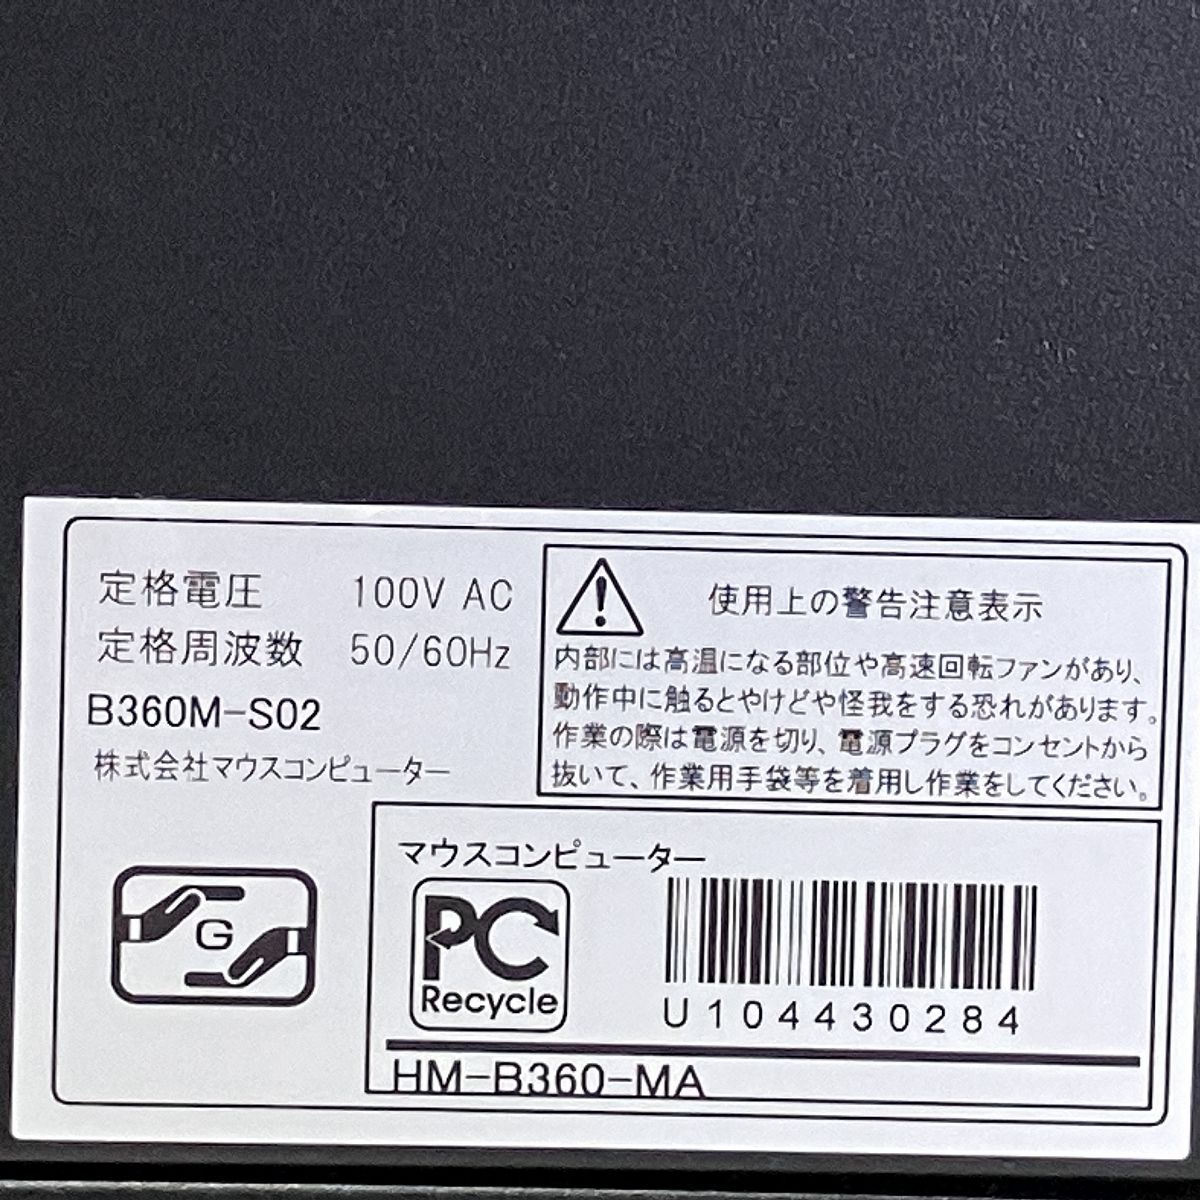 定格電圧 100V AC
定格周波数 50/60Hz
B360M-S02
株式会社マウスコンピューター
使用上の警告注意表示
内部には高温になる部位や高速回転ファンがあり、
動作中に触るとやけどや怪我をする恐れがあります。
作業の際は電源を切り、電源プラグをコンセントから
抜いて、作業用手袋等を着用し作業をしてください。
G
マウスコンピューター
PC
Recycle
U104430284
HM-B360-MA